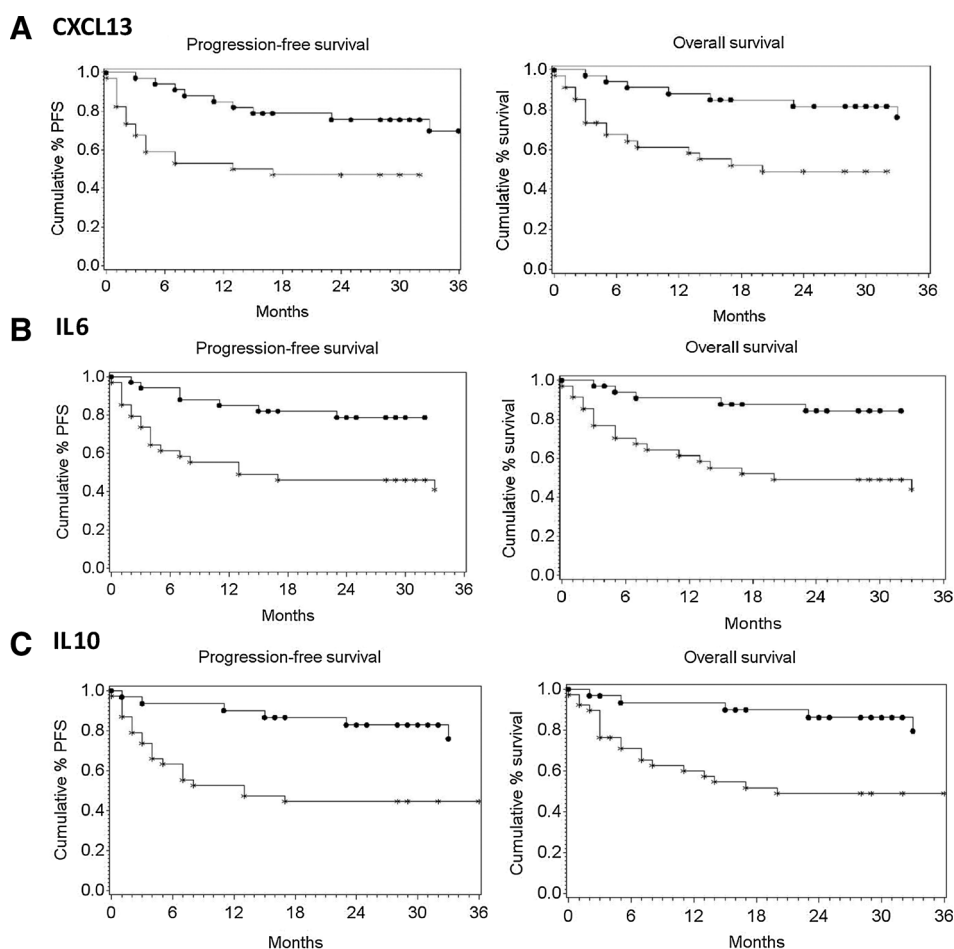 A CXCL13
Progression-free survival
Cumulative % PFS
1.0
0.8
0.6
0.4
0.2
0.0
0 6 12 18 24 30 36
Months
Overall survival
Cumulative % survival
1.0
0.8
0.6
0.4
0.2
0.0
0 6 12 18 24 30 36
Months
B IL6
Progression-free survival
Cumulative % PFS
1.0
0.8
0.6
0.4
0.2
0.0
0 6 12 18 24 30 36
Months
Overall survival
Cumulative % survival
1.0
0.8
0.6
0.4
0.2
0.0
0 6 12 18 24 30 36
Months
C IL10
Progression-free survival
Cumulative % PFS
1.0
0.8
0.6
0.4
0.2
0.0
0 6 12 18 24 30 36
Months
Overall survival
Cumulative % survival
1.0
0.8
0.6
0.4
0.2
0.0
0 6 12 18 24 30 36
Months